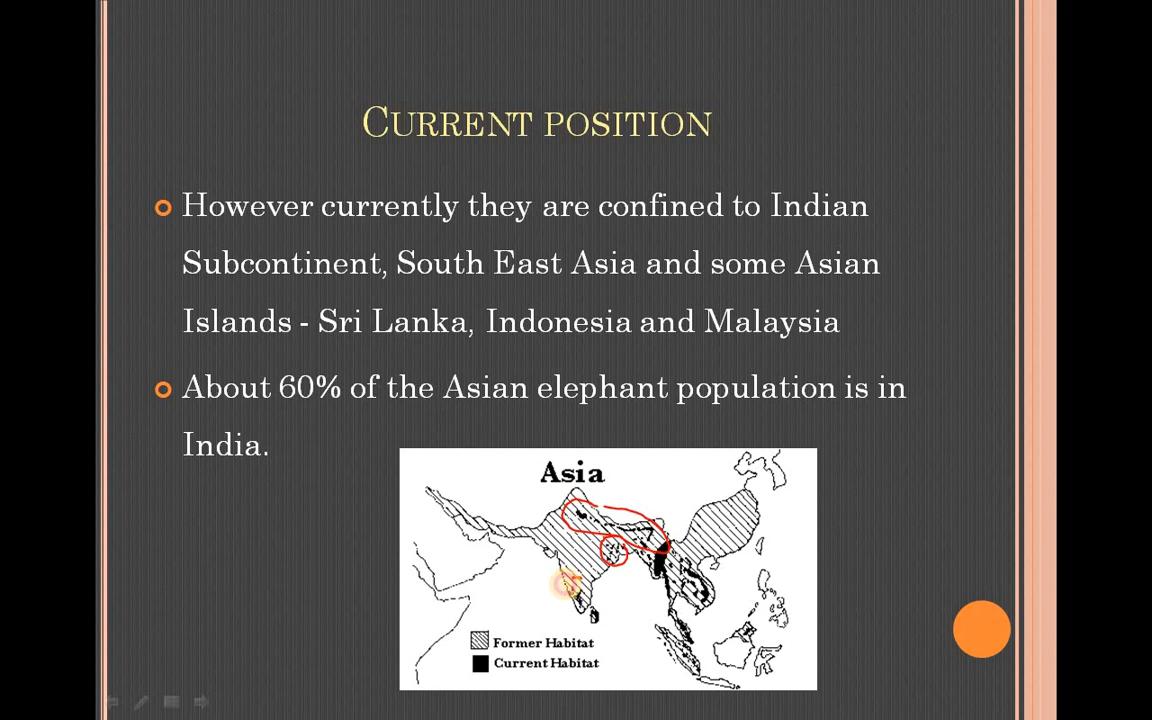 CURRENT POSITION
However currently they are confined to Indian
Subcontinent, South East Asia and some Asian
Islands - Sri Lanka, Indonesia and Malaysia
About 60% of the Asian elephant population is in
India.
Asia
Former Habitat
Current Habitat